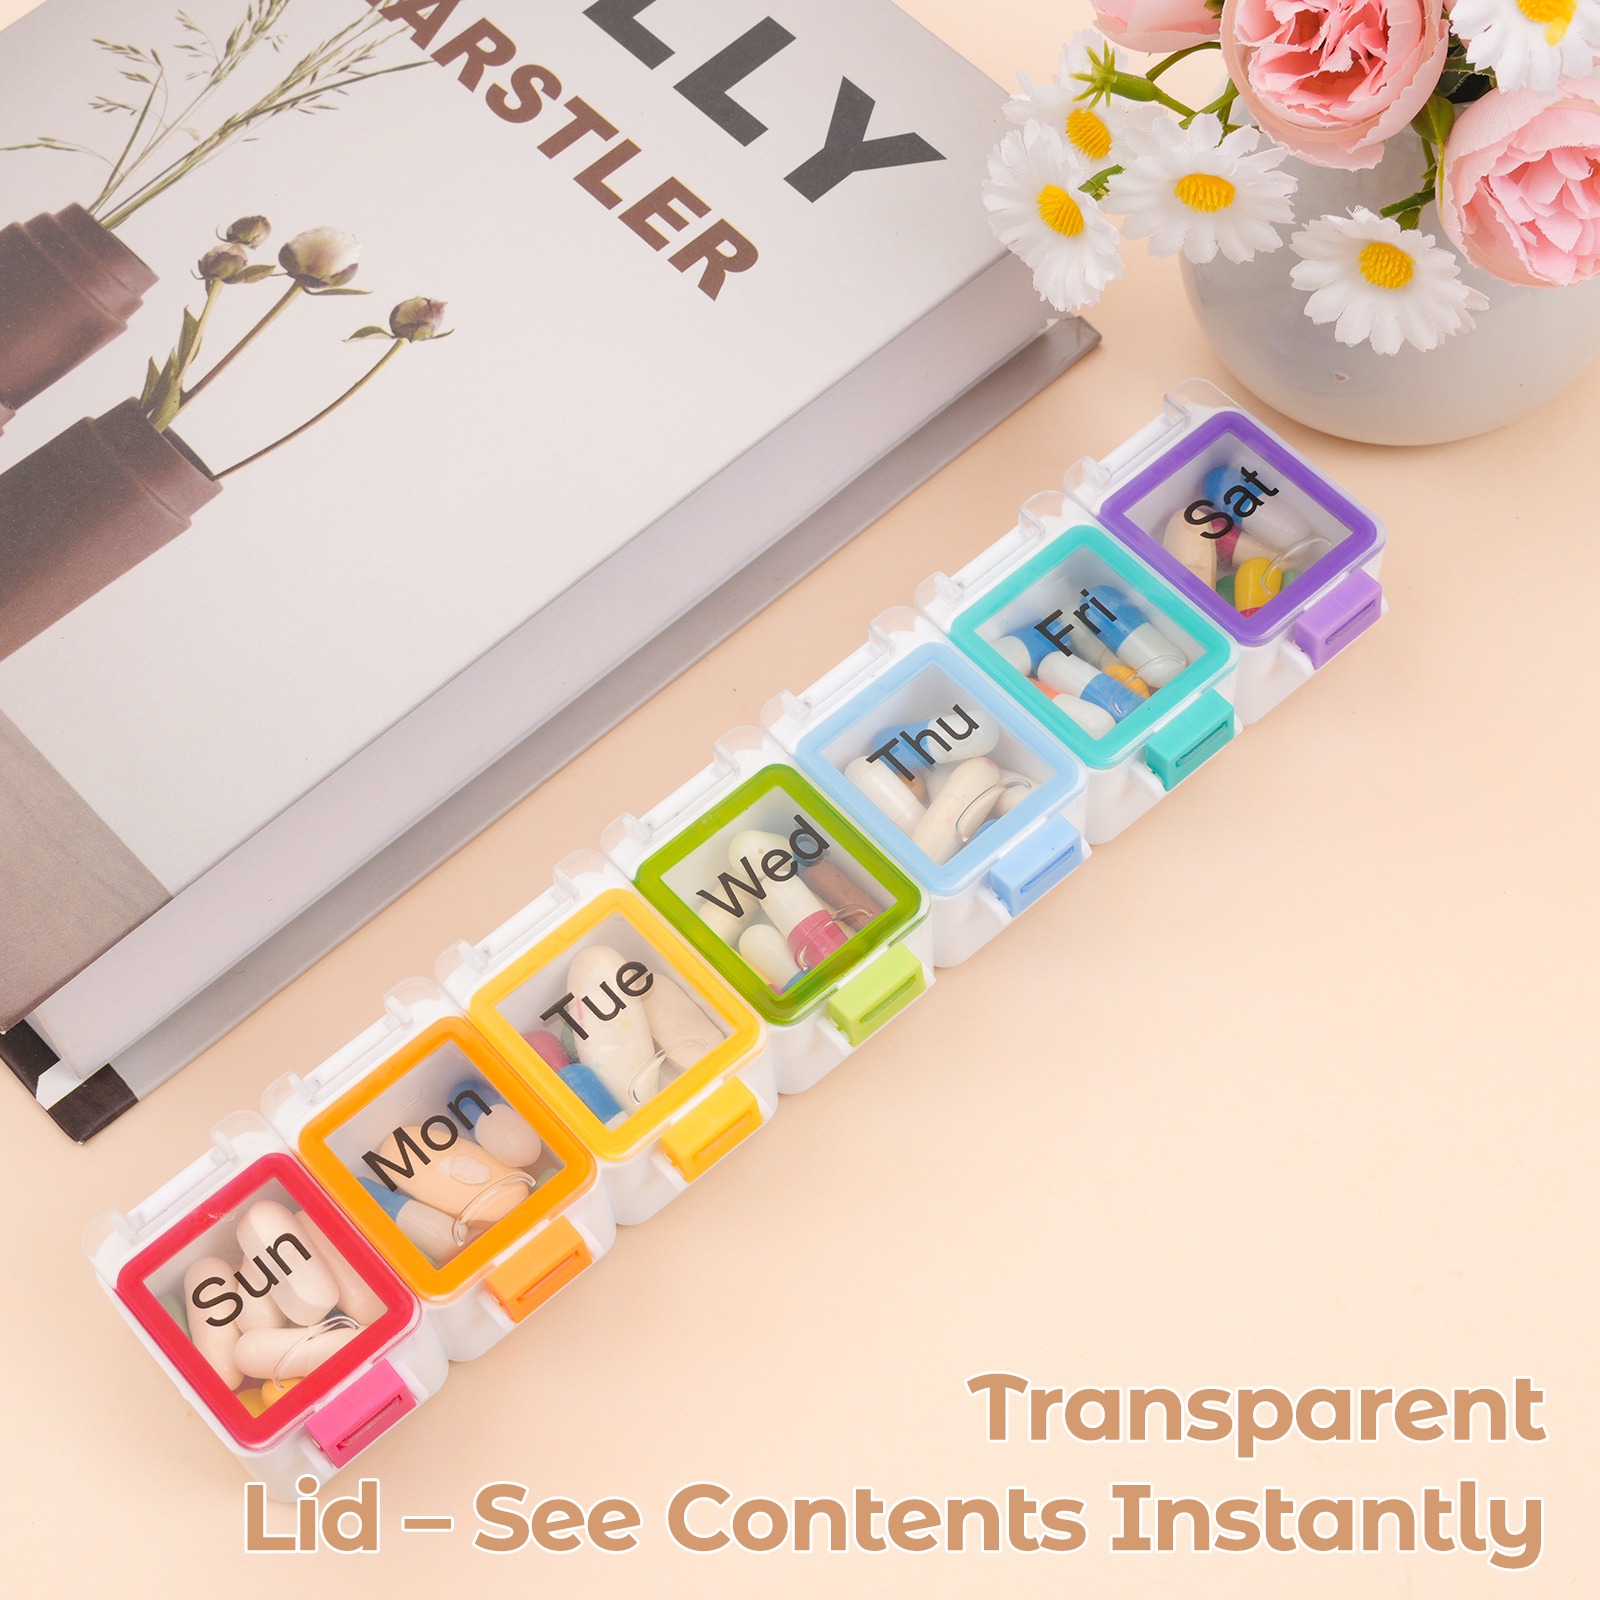 LLY
ARSTLER
Sat
Fri
Thu
Wed
Tue
Mon
Sun
Transparent
Lid – See Contents Instantly